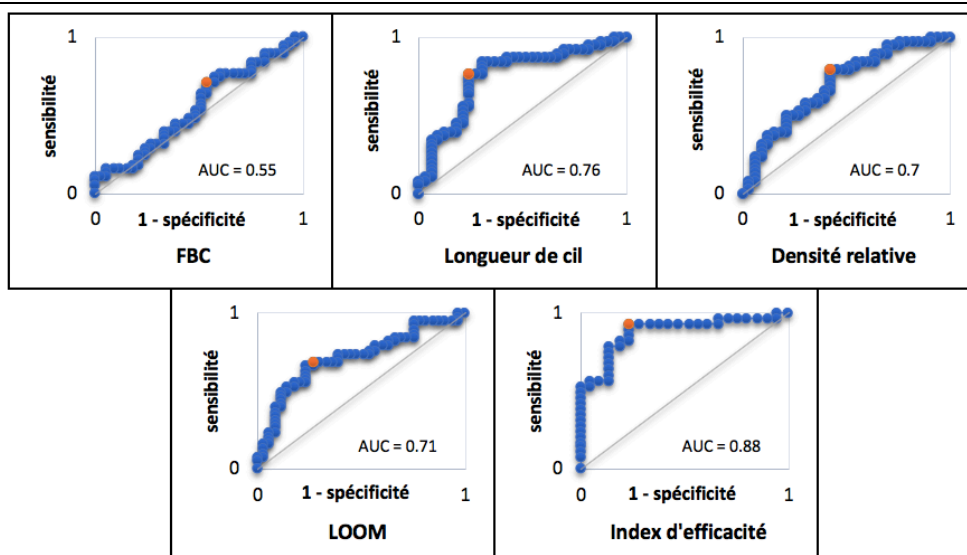 1
sensibilité
AUC = 0.55
0
0
1 - spécificité
1
FBC
1
sensibilité
AUC = 0.76
0
0
1 - spécificité
1
Longueur de cil
1
sensibilité
AUC = 0.7
0
0
1 - spécificité
1
Densité relative
1
sensibilité
AUC = 0.71
0
0
1 - spécificité
1
LOOM
1
sensibilité
AUC = 0.88
0
0
1 - spécificité
1
Index d'efficacité